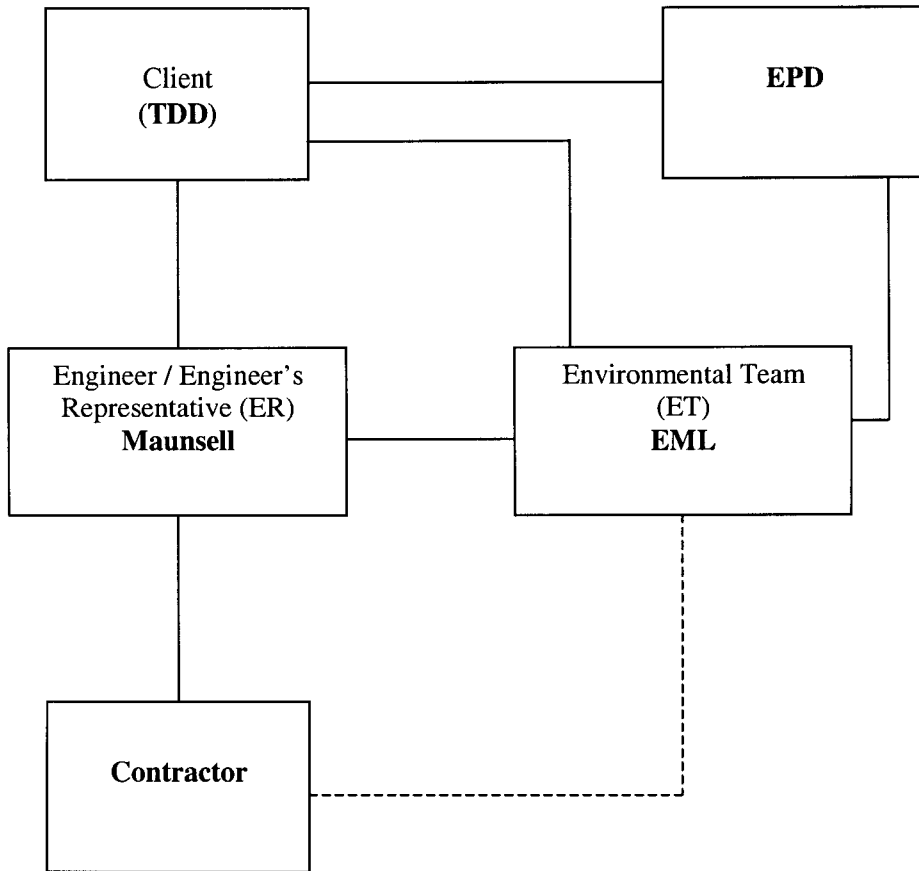 Client
(TDD)
EPD
Engineer / Engineer's
Representative (ER)
Maunsell
Environmental Team
(ET)
EML
Contractor